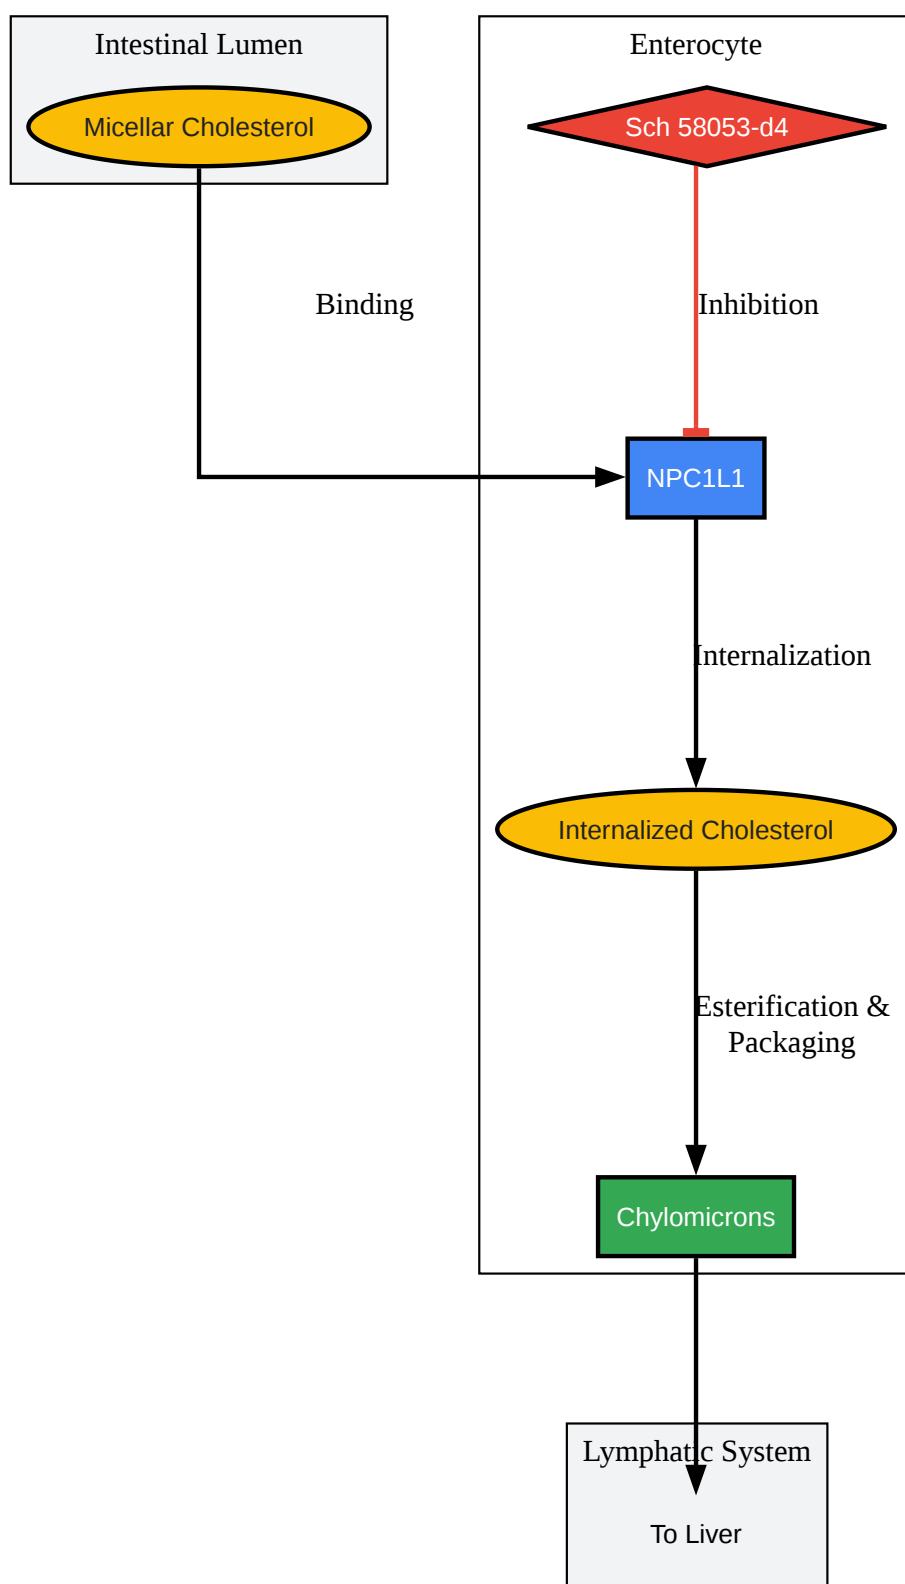 Intestinal Lumen
Enterocyte
Micellar Cholesterol
Sch 58053-d4
Binding
Inhibition
NPC1L1
Internalization
Internalized Cholesterol
Esterification &
Packaging
Chylomicrons
Lymphatic System
To Liver